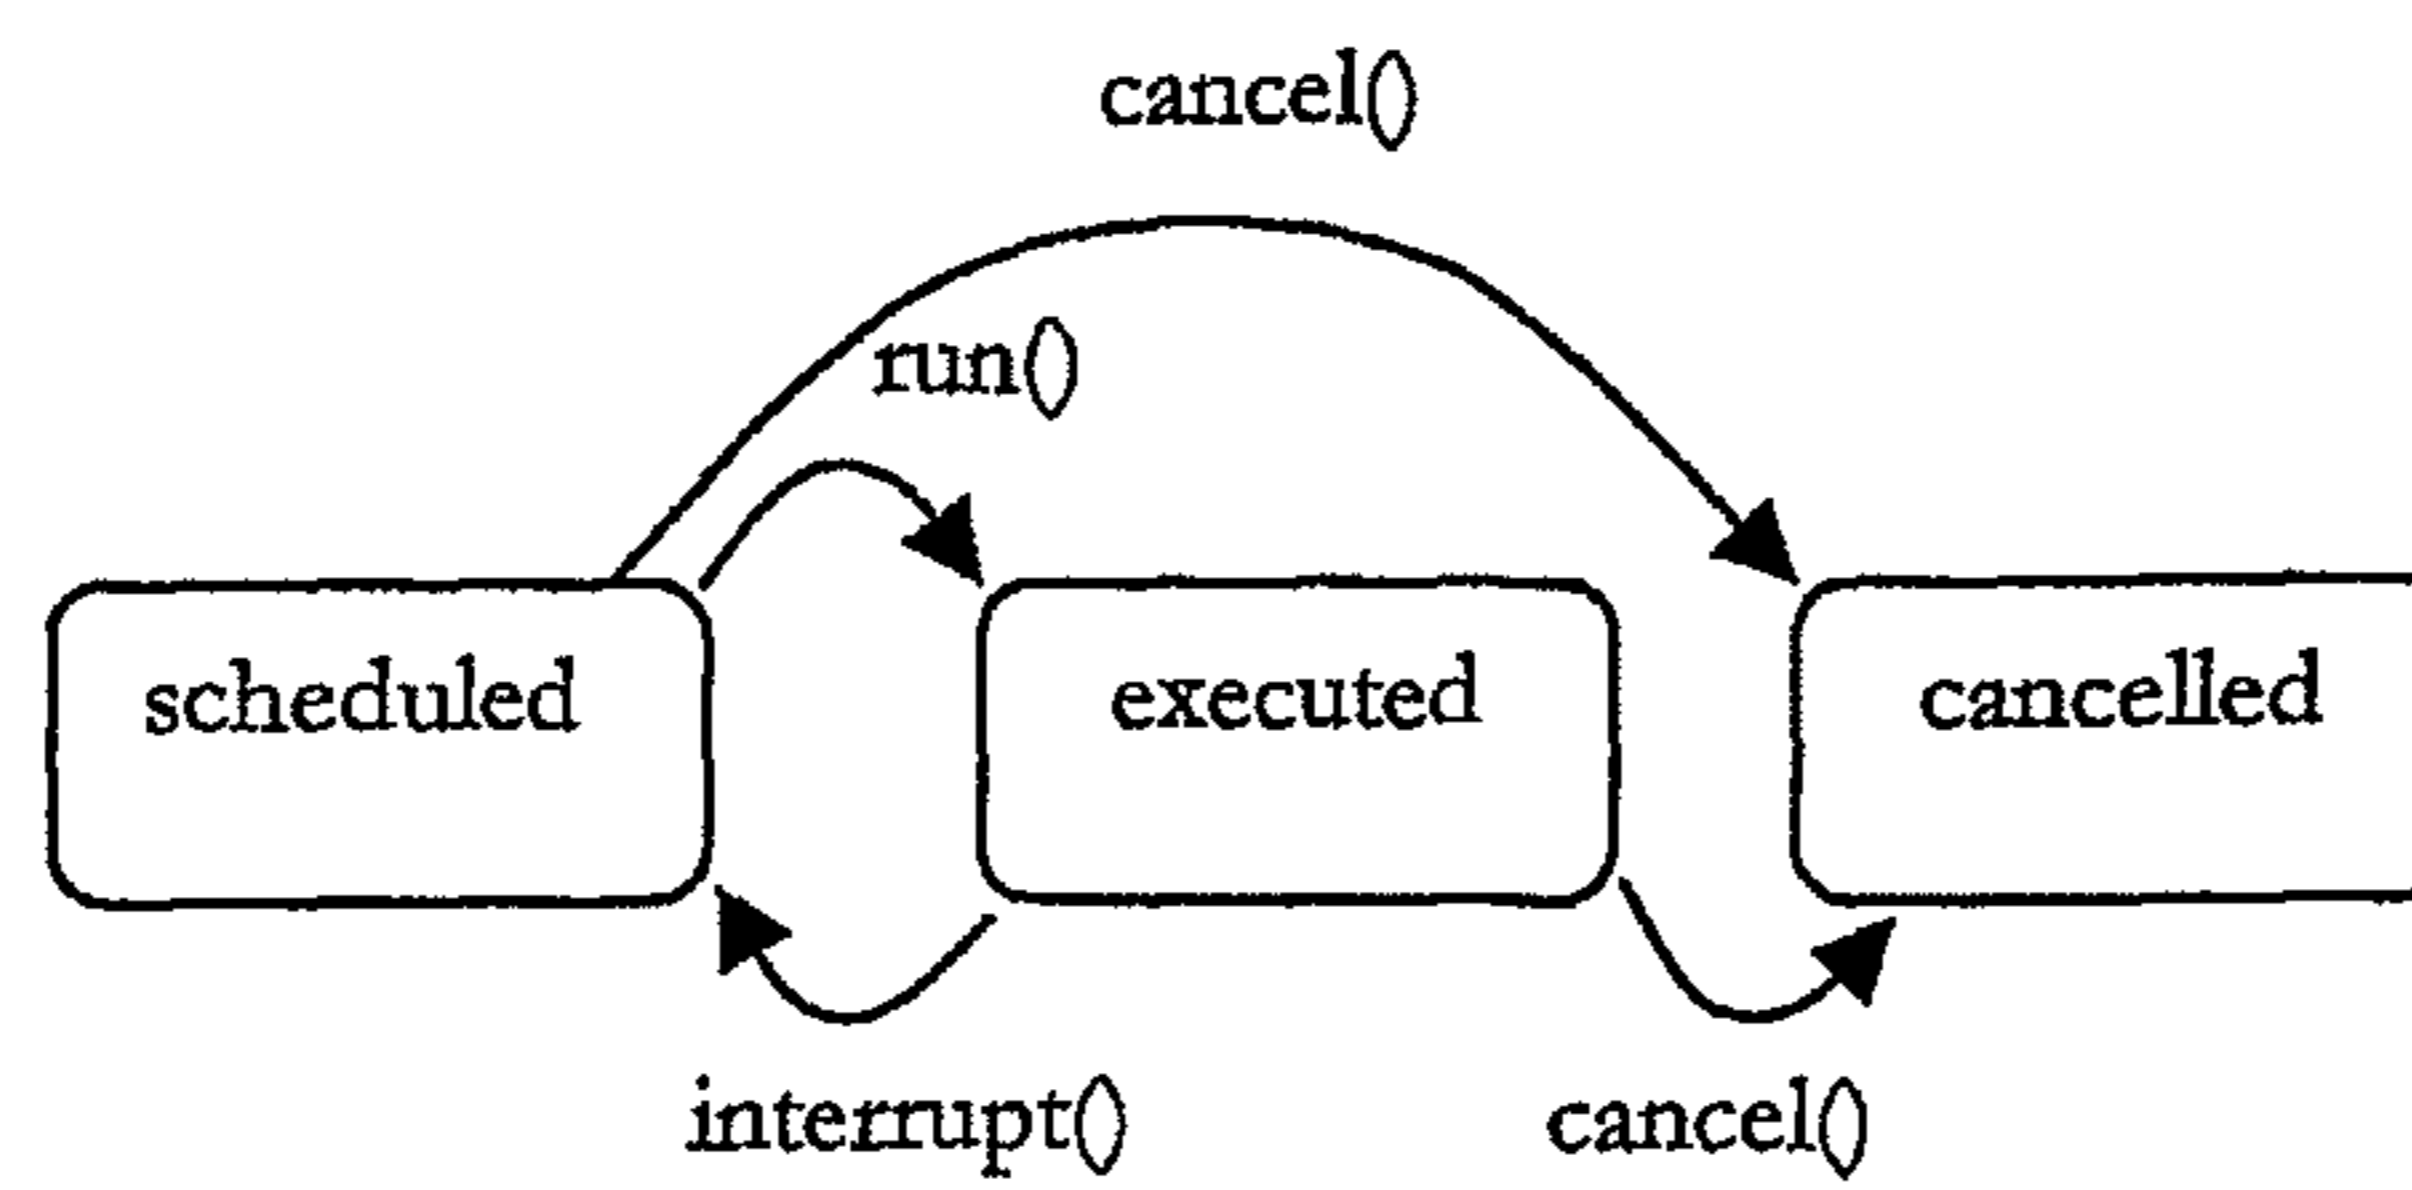 cancel()
run()
scheduled
executed
cancelled
interrupt()
cancel()